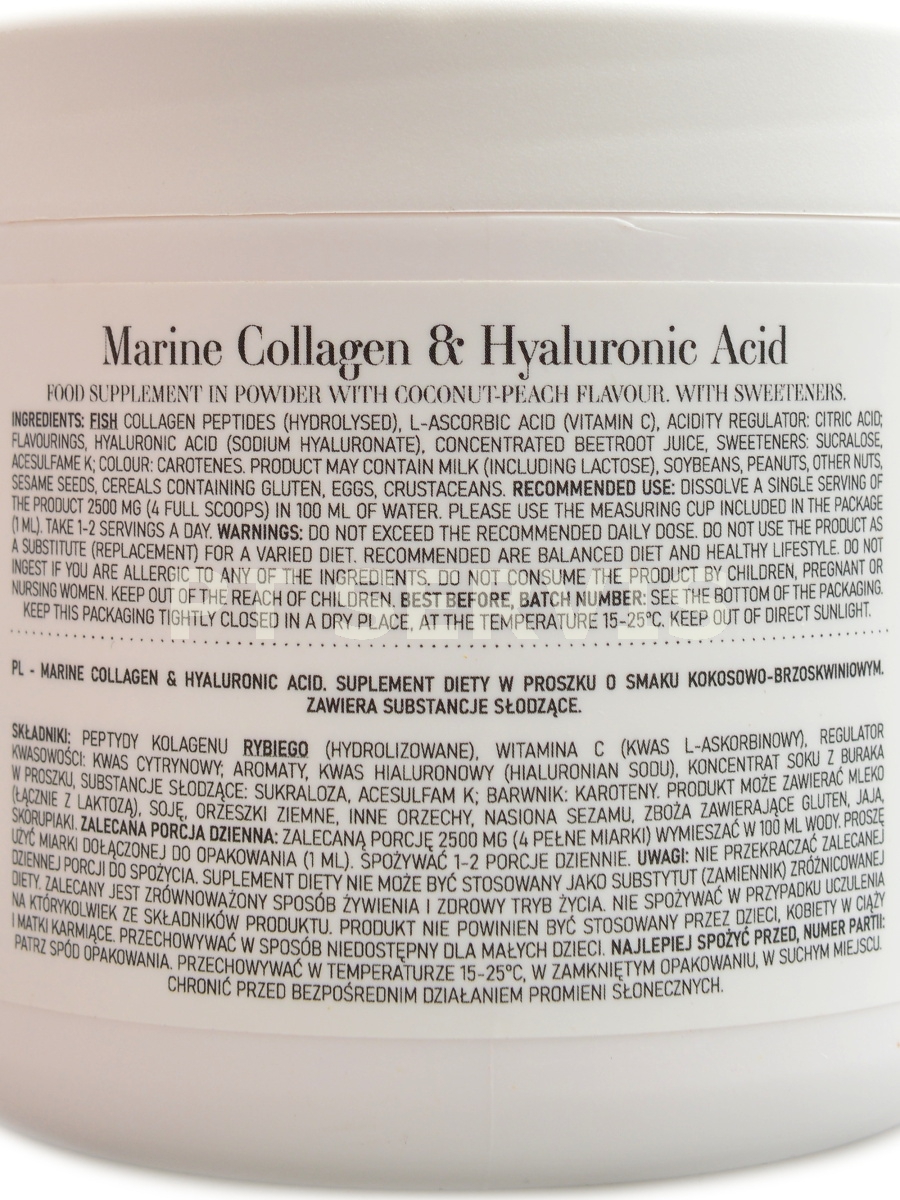 Marine Collagen & Hyaluronic Acid
FOOD SUPPLEMENT IN POWDER WITH COCONUT-PEACH FLAVOUR. WITH SWEETENERS.
INGREDIENTS: FISH COLLAGEN PEPTIDES (HYDROLYSED), L-ASCORBIC ACID (VITAMIN C), ACIDITY REGULATOR: CITRIC ACID;
FLAVOURINGS, HYALURONIC ACID (SODIUM HYALURONATE), CONCENTRATED BEETROOT JUICE, SWEETENERS: SUCRALOSE,
ACESULFAME K; COLOUR: CAROTENES. PRODUCT MAY CONTAIN MILK (INCLUDING LACTOSE), SOYBEANS, PEANUTS, OTHER NUTS,
SESAME SEEDS, CEREALS CONTAINING GLUTEN, EGGS, CRUSTACEANS. RECOMMENDED USE: DISSOLVE A SINGLE SERVING OF
THE PRODUCT 2500 MG (4 FULL SCOOPS) IN 100 ML OF WATER. PLEASE USE THE MEASURING CUP INCLUDED IN THE PACKAGE
(1 ML). TAKE 1-2 SERVINGS A DAY. WARNINGS: DO NOT EXCEED THE RECOMMENDED DAILY DOSE. DO NOT USE THE PRODUCT AS
A SUBSTITUTE (REPLACEMENT) FOR A VARIED DIET. RECOMMENDED ARE BALANCED DIET AND HEALTHY LIFESTYLE. DO NOT
INGEST IF YOU ARE ALLERGIC TO ANY OF THE INGREDIENTS. DO NOT CONSUME THE PRODUCT BY CHILDREN, PREGNANT OR
NURSING WOMEN. KEEP OUT OF THE REACH OF CHILDREN. BEST BEFORE, BATCH NUMBER: SEE THE BOTTOM OF THE PACKAGING.
KEEP THIS PACKAGING TIGHTLY CLOSED IN A DRY PLACE, AT THE TEMPERATURE 15-25°C. KEEP OUT OF DIRECT SUNLIGHT.
PL - MARINE COLLAGEN & HYALURONIC ACID. SUPLEMENT DIETY W PROSZKU O SMAKU KOKOSOWO-BRZOSKWINIOWYM.
ZAWIERA SUBSTANCJE SŁODZĄCE.
SKŁADNIKI: PEPTYDY KOLAGENU RYBIEGO (HYDROLIZOWANE), WITAMINA C (KWAS L-ASKORBINOWY), REGULATOR
KWASOWOŚCI: KWAS CYTRYNOWY; AROMATY, KWAS HIALURONOWY (HIALURONIAN SODU), KONCENTRAT SOKU Z BURAKA
W PROSZKU, SUBSTANCJE SŁODZĄCE: SUKRALOZA, ACESULFAM K; BARWNIK: KAROTENY. PRODUKT MOŻE ZAWIERAĆ MLEKO
(ŁĄCZNIE Z LAKTOZĄ), SOJĘ, ORZESZKI ZIEMNE, INNE ORZECHY, NASIONA SEZAMU, ZBOŻA ZAWIERAJĄCE GLUTEN, JAJA,
SKORUPIAKI. ZALECANA PORCJA DZIENNA: ZALECANĄ PORCJĘ 2500 MG (4 PEŁNE MIARKI) WYMIESZAĆ W 100 ML WODY. PROSZĘ
UŻYĆ MIARKI DOŁĄCZONEJ DO OPAKOWANIA (1 ML). SPOŻYWAĆ 1-2 PORCJE DZIENNIE. UWAGI: NIE PRZEKRACZAĆ ZALECANEJ
DZIENNEJ PORCJI DO SPOŻYCIA. SUPLEMENT DIETY NIE MOŻE BYĆ STOSOWANY JAKO SUBSTYTUT (ZAMIENNIK) ZRÓŻNICOWANEJ
DIETY. ZALECANY JEST ZRÓWNOWAŻONY SPOSÓB ŻYWIENIA I ZDROWY TRYB ŻYCIA. NIE SPOŻYWAĆ W PRZYPADKU UCZULENIA
NA KTÓRYKOLWIEK ZE SKŁADNIKÓW PRODUKTU. PRODUKT NIE POWINIEN BYĆ STOSOWANY PRZEZ DZIECI, KOBIETY W CIĄŻY
I MATKI KARMIĄCE. PRZECHOWYWAĆ W SPOSÓB NIEDOSTĘPNY DLA MAŁYCH DZIECI. NAJLEPIEJ SPOŻYĆ PRZED, NUMER PARTII:
PATRZ SPÓD OPAKOWANIA. PRZECHOWYWAĆ W TEMPERATURZE 15-25°C, W ZAMKNIĘTYM OPAKOWANIU, W SUCHYM MIEJSCU.
CHRONIĆ PRZED BEZPOŚREDNIM DZIAŁANIEM PROMIENI SŁONECZNYCH.